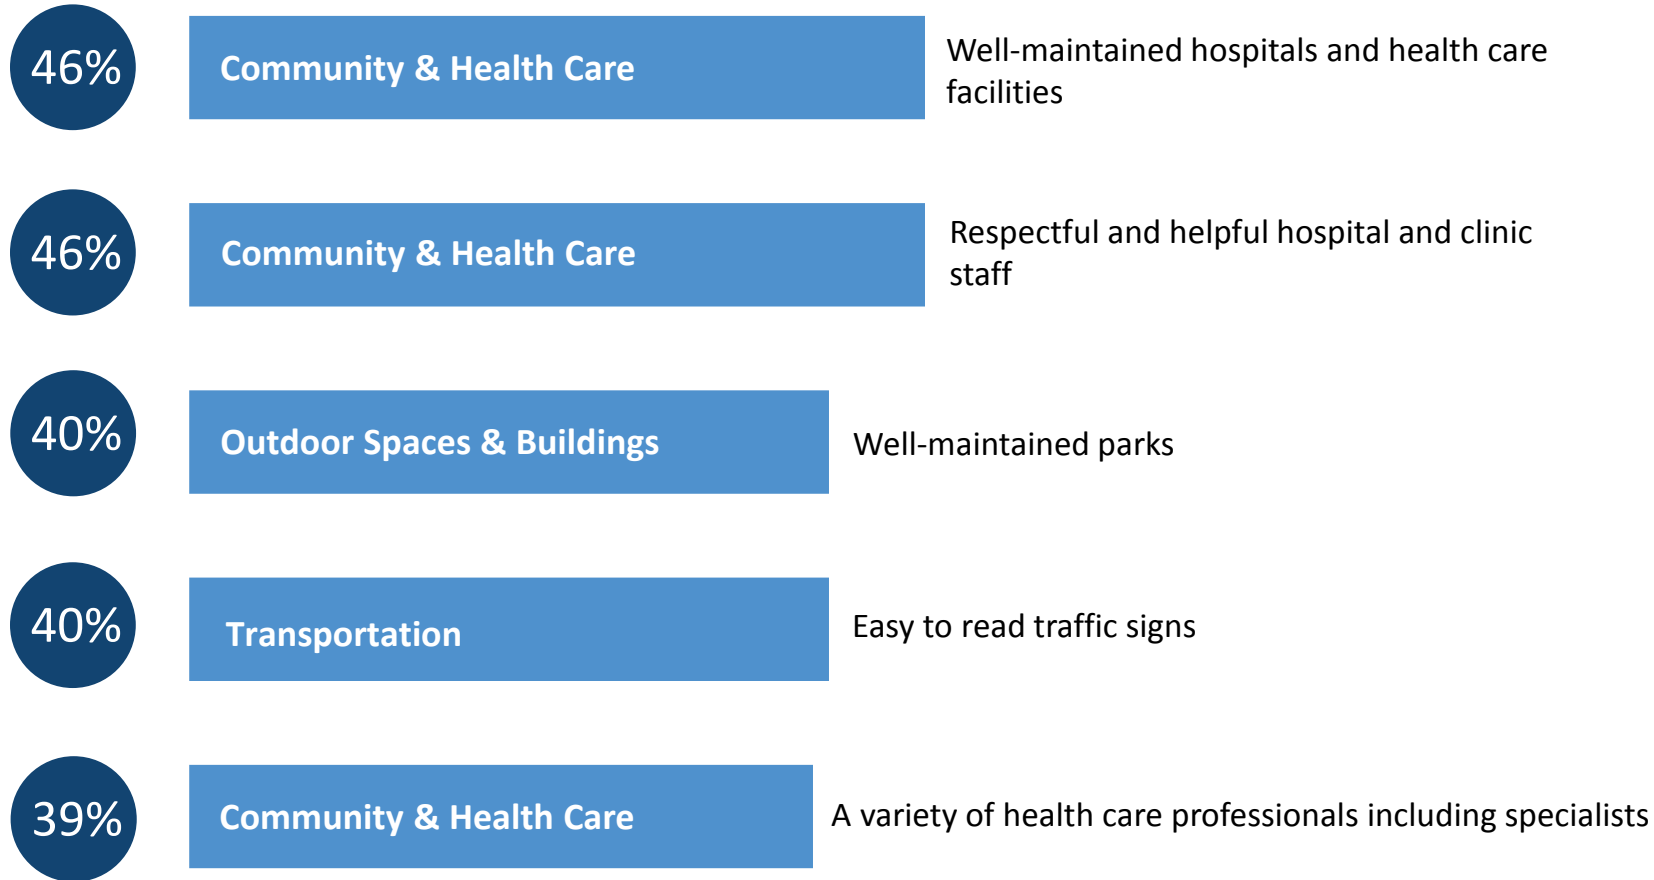 46%
Community & Health Care
Well-maintained hospitals and health care
facilities
46%
Community & Health Care
Respectful and helpful hospital and clinic
staff
40%
Outdoor Spaces & Buildings
Well-maintained parks
40%
Transportation
Easy to read traffic signs
39%
Community & Health Care
A variety of health care professionals including specialists